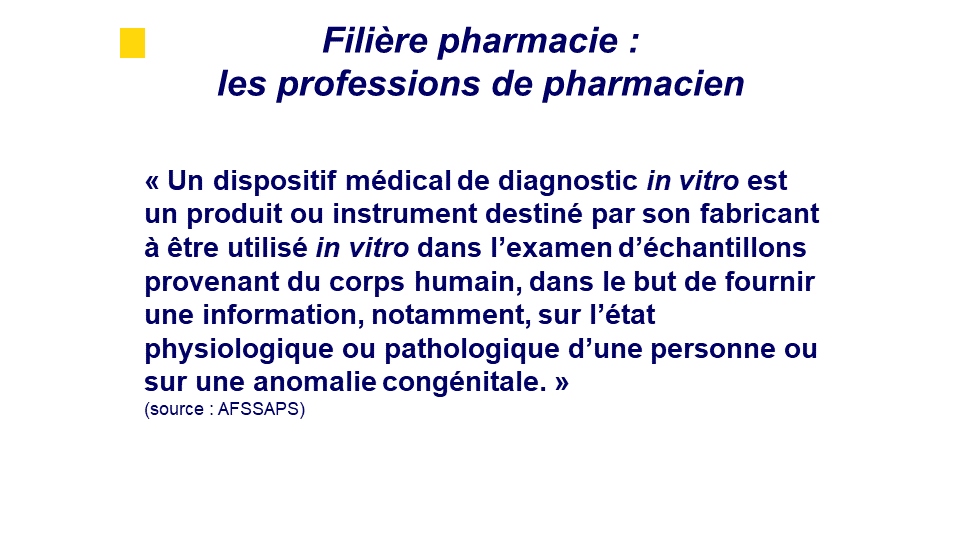 Filière pharmacie :
les professions de pharmacien
« Un dispositif médical de diagnostic in vitro est
un produit ou instrument destiné par son fabricant
à être utilisé in vitro dans l’examen d’échantillons
provenant du corps humain, dans le but de fournir
une information, notamment, sur l’état
physiologique ou pathologique d’une personne ou
sur une anomalie congénitale. »
(source : AFSSAPS)